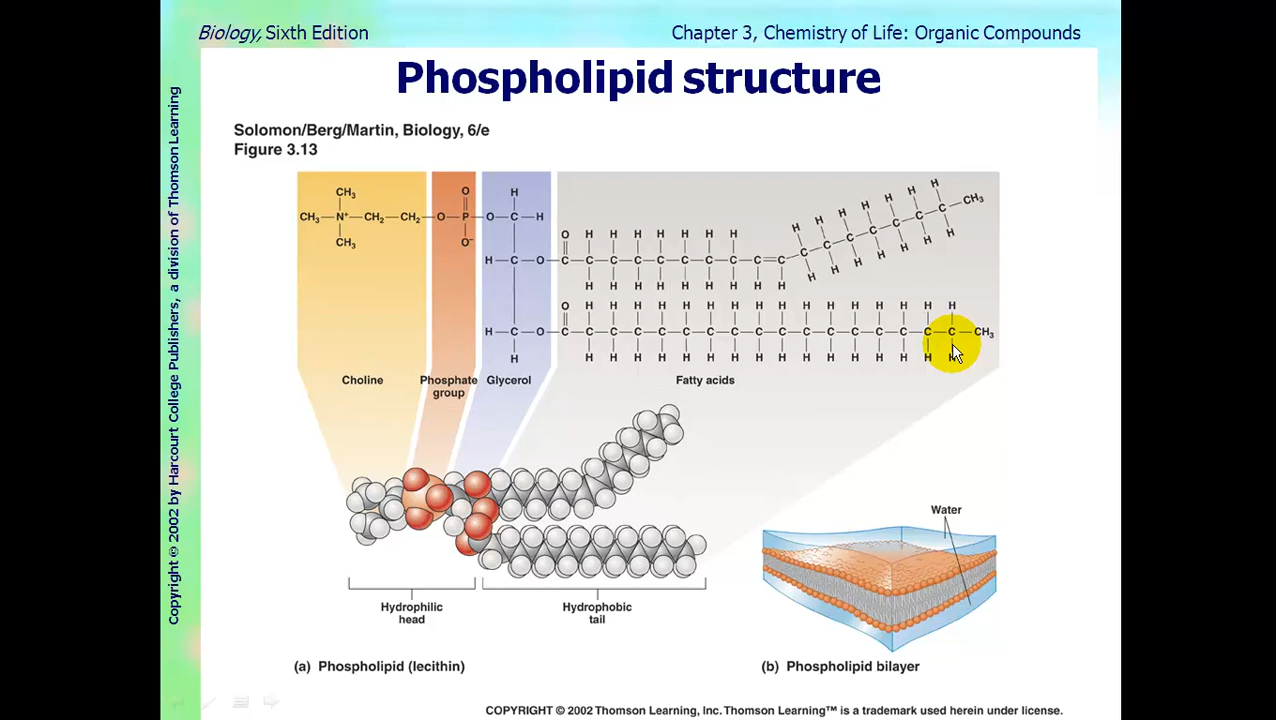 Biology, Sixth Edition
Chapter 3, Chemistry of Life: Organic Compounds
Copyright © 2002 by Harcourt College Publishers, a division of Thomson Learning
Phospholipid structure
Solomon/Berg/Martin, Biology, 6/e
Figure 3.13
CH3 O H H
CH3—N+—CH2—CH2—O—P—O—C—H
CH3 O−
O H H H H H H H
H—C—O—C—C—C—C—C—C—C—C—C=C—C—C—C—C—C—C—C—CH3
H H H H H H H H H
H H H H H H H
H H H H H H H
O H H H H H H H H H H H H H H H H
H—C—O—C—C—C—C—C—C—C—C—C—C—C—C—C—C—C—C—C—CH3
H H H H H H H H H H H H H H H H H
Choline
Phosphate
group
Glycerol
Fatty acids
Water
Hydrophilic
head
Hydrophobic
tail
(a) Phospholipid (lecithin)
(b) Phospholipid bilayer
COPYRIGHT © 2002 Thomson Learning, Inc. Thomson Learning™ is a trademark used herein under license.